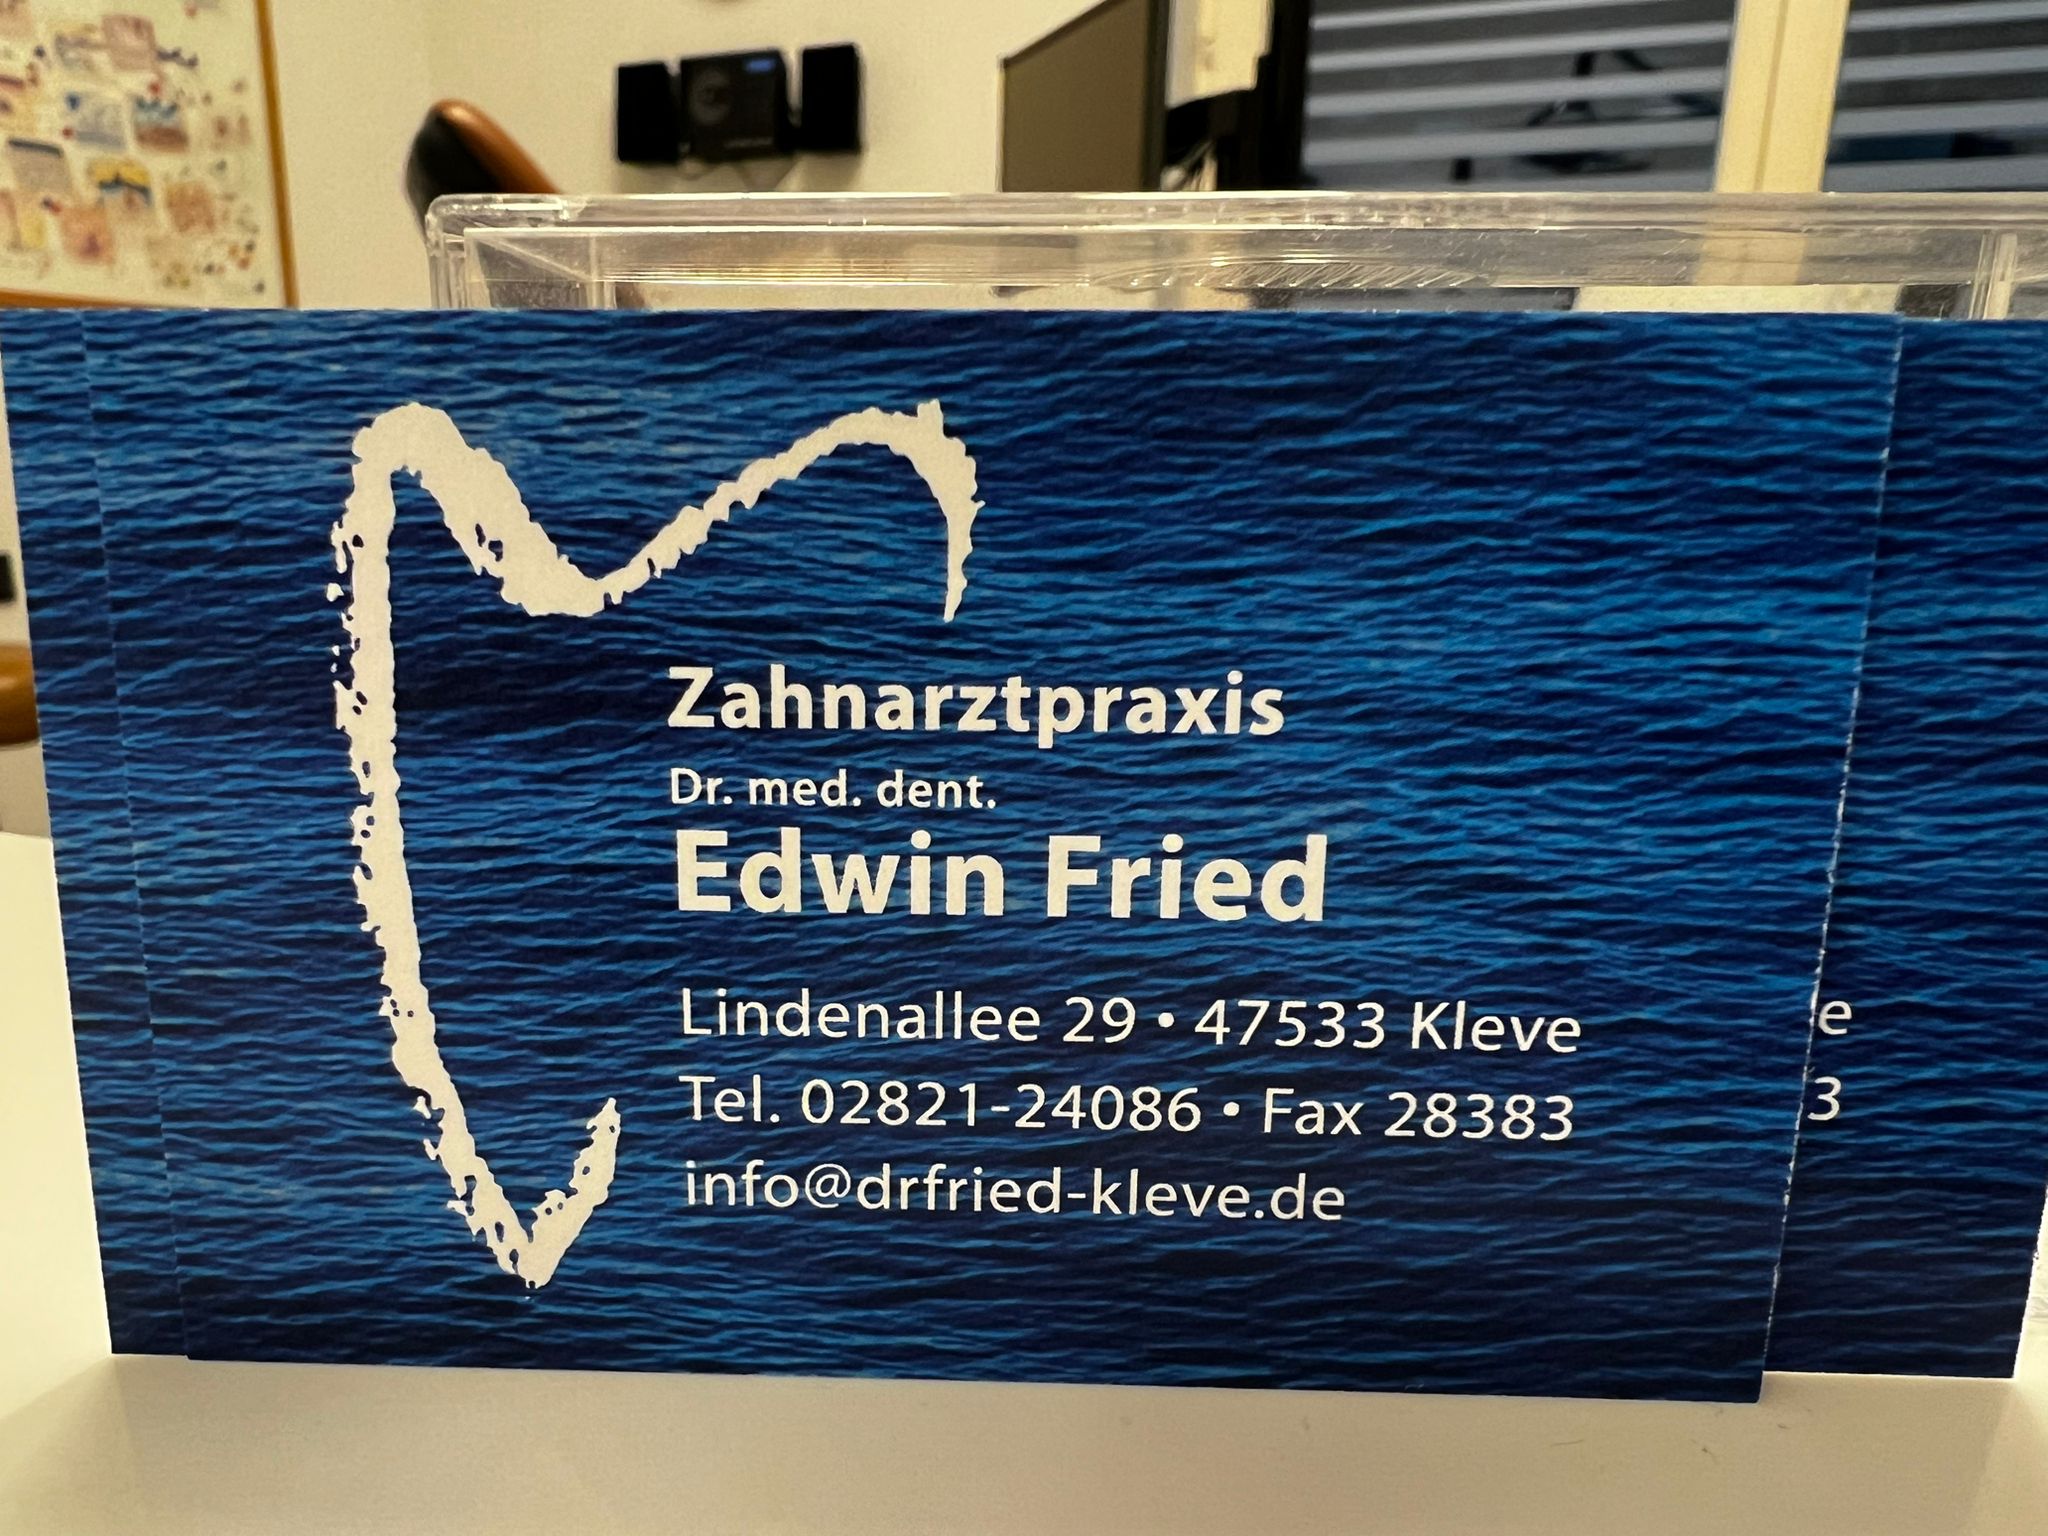 Zahnarztpraxis
Dr. med. dent.
Edwin Fried
Lindenallee 29 • 47533 Kleve
Tel. 02821-24086 • Fax 28383
info@drfried-kleve.de
e
3